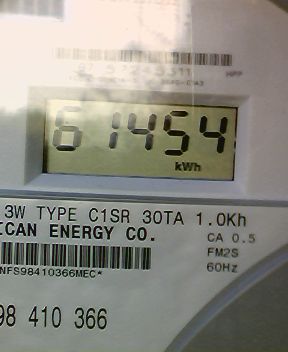 61454
kWh
3W TYPE C1SR 30TA 1.0Kh
ICAN ENERGY CO.
CA 0.5
FM2S
60Hz
NFS98410366MEC*
98 410 366